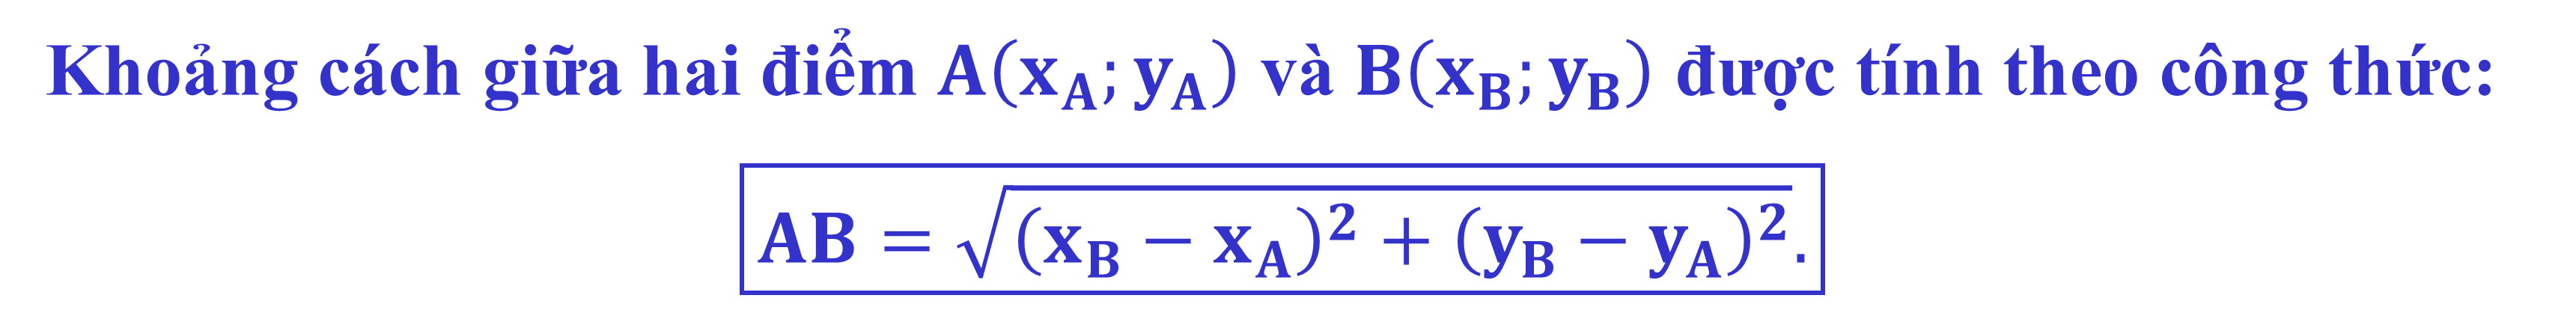 Khoảng cách giữa hai điểm A(x_A; y_A) và B(x_B; y_B) được tính theo công thức:
AB = √((x_B − x_A)² + (y_B − y_A)²).